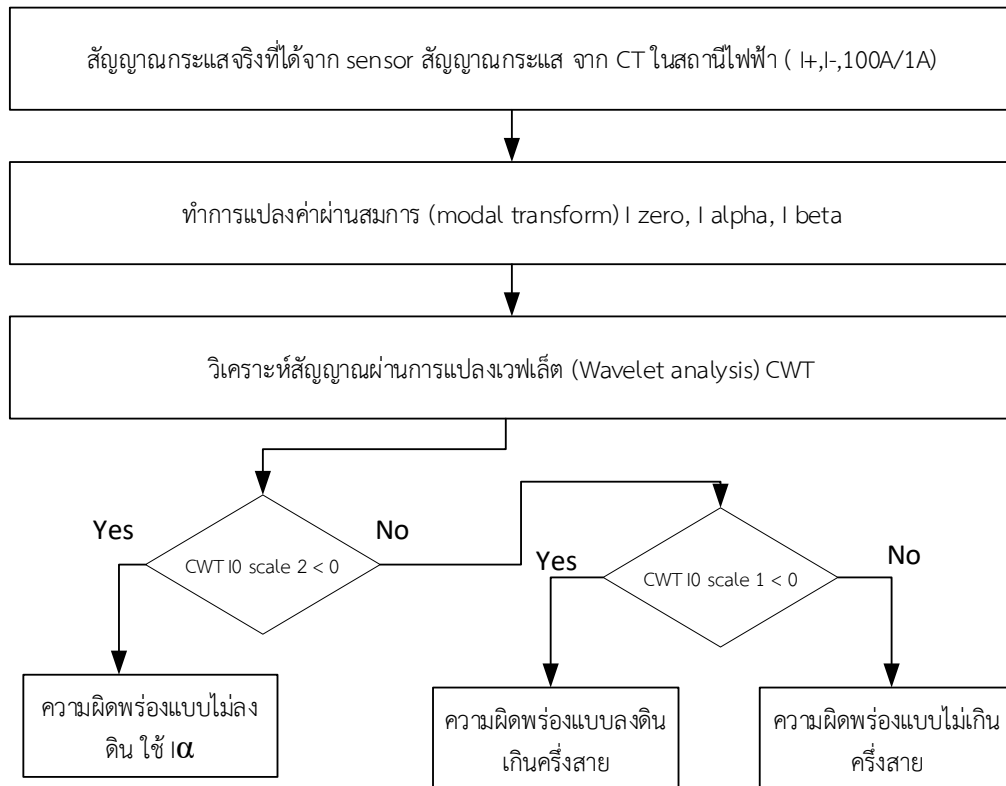 สัญญาณกระแสจริงที่ได้จาก sensor สัญญาณกระแส จาก CT ในสถานีไฟฟ้า ( I+,I-,100A/1A)
ทำการแปลงค่าผ่านสมการ (modal transform) I zero, I alpha, I beta
วิเคราะห์สัญญาณผ่านการแปลงเวฟเล็ต (Wavelet analysis) CWT
Yes
CWT I0 scale 2 < 0
No
Yes
CWT I0 scale 1 < 0
No
ความผิดพร่องแบบไม่ลง
ดิน ใช้ Iα
ความผิดพร่องแบบลงดิน
เกินครึ่งสาย
ความผิดพร่องแบบไม่เกิน
ครึ่งสาย